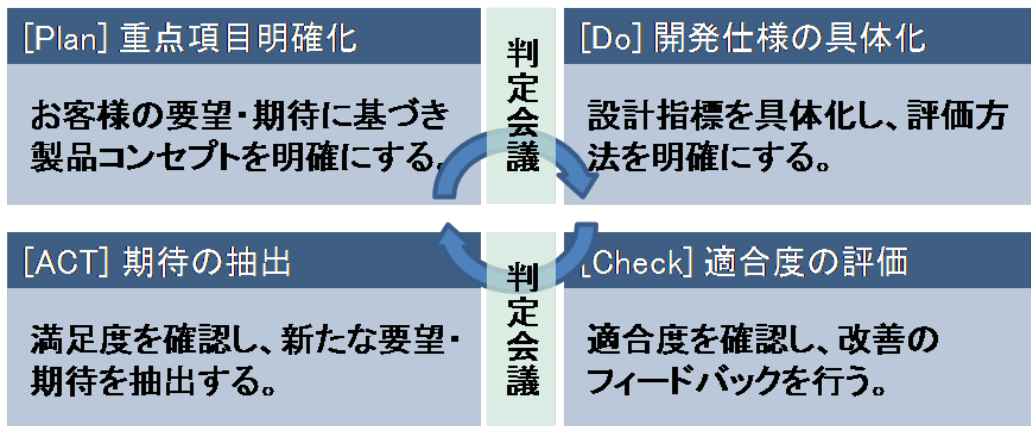 [Plan] 重点項目明確化
お客様の要望・期待に基づき
製品コンセプトを明確にする。
判定会議
[Do] 開発仕様の具体化
設計指標を具体化し、評価方
法を明確にする。
[ACT] 期待の抽出
満足度を確認し、新たな要望・
期待を抽出する。
判定会議
[Check] 適合度の評価
適合度を確認し、改善の
フィードバックを行う。